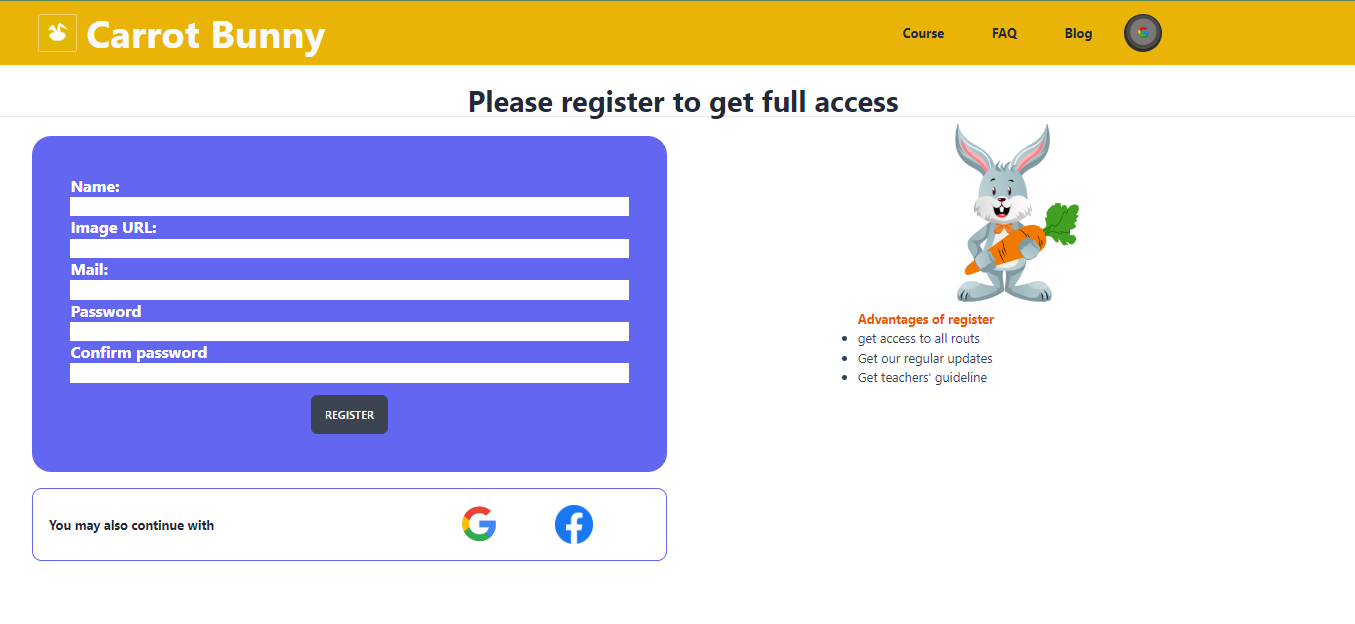 Carrot Bunny
Course
FAQ
Blog
Please register to get full access
Name:
Image URL:
Mail:
Password
Confirm password
REGISTER
You may also continue with
Advantages of register
get access to all routs
Get our regular updates
Get teachers' guideline